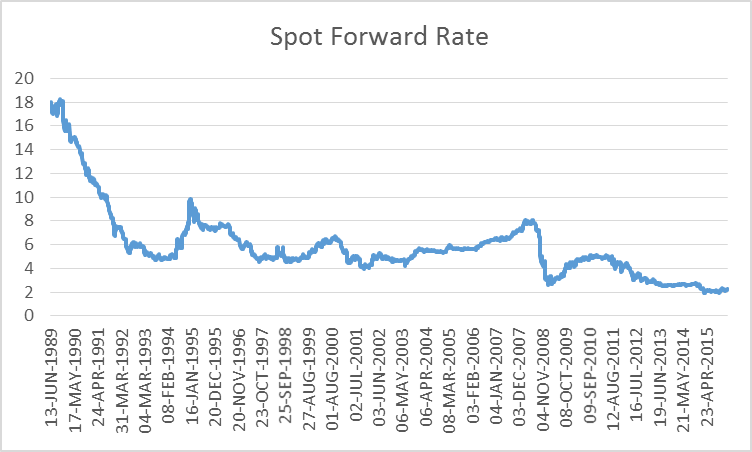 Spot Forward Rate
20
18
16
14
12
10
8
6
4
2
0
13-JUN-1989
17-MAY-1990
24-APR-1991
31-MAR-1992
04-MAR-1993
08-FEB-1994
16-JAN-1995
20-DEC-1995
20-NOV-1996
23-OCT-1997
25-SEP-1998
27-AUG-1999
01-AUG-2000
02-JUL-2001
03-JUN-2002
06-MAY-2003
06-APR-2004
08-MAR-2005
03-FEB-2006
04-JAN-2007
03-DEC-2007
04-NOV-2008
08-OCT-2009
09-SEP-2010
12-AUG-2011
16-JUL-2012
19-JUN-2013
21-MAY-2014
23-APR-2015